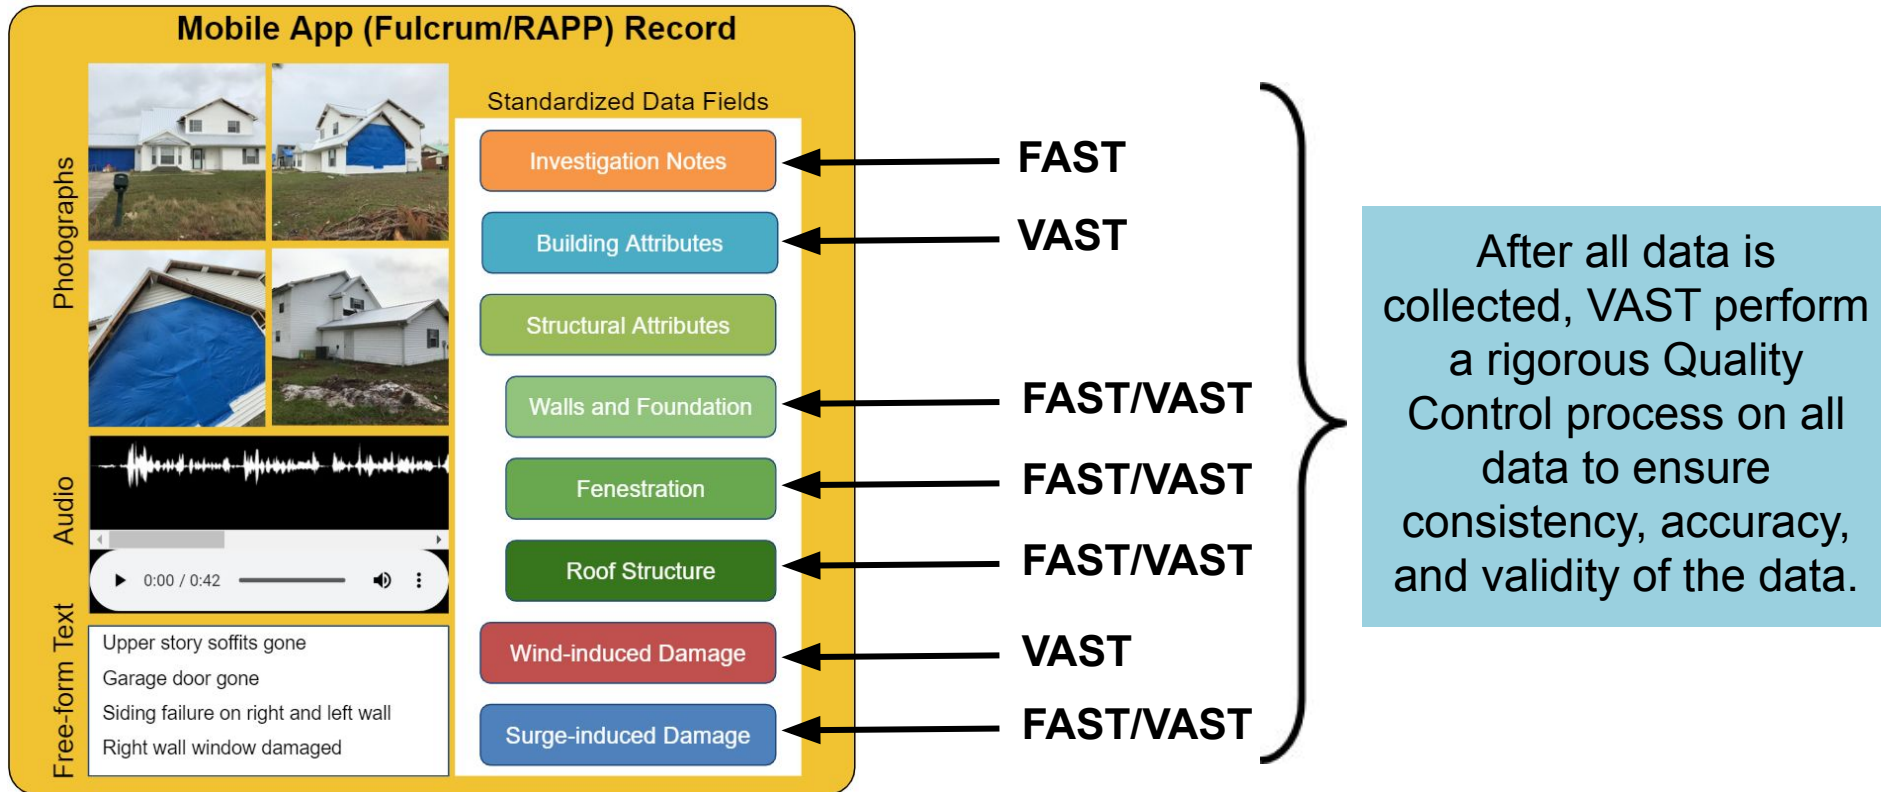 Mobile App (Fulcrum/RAPP) Record
Photographs
Audio
0:00 / 0:42
Free-form Text
Upper story soffits gone
Garage door gone
Siding failure on right and left wall
Right wall window damaged
Standardized Data Fields
Investigation Notes
Building Attributes
Structural Attributes
Walls and Foundation
Fenestration
Roof Structure
Wind-induced Damage
Surge-induced Damage
FAST
VAST
FAST/VAST
FAST/VAST
FAST/VAST
VAST
FAST/VAST
After all data is
collected, VAST perform
a rigorous Quality
Control process on all
data to ensure
consistency, accuracy,
and validity of the data.